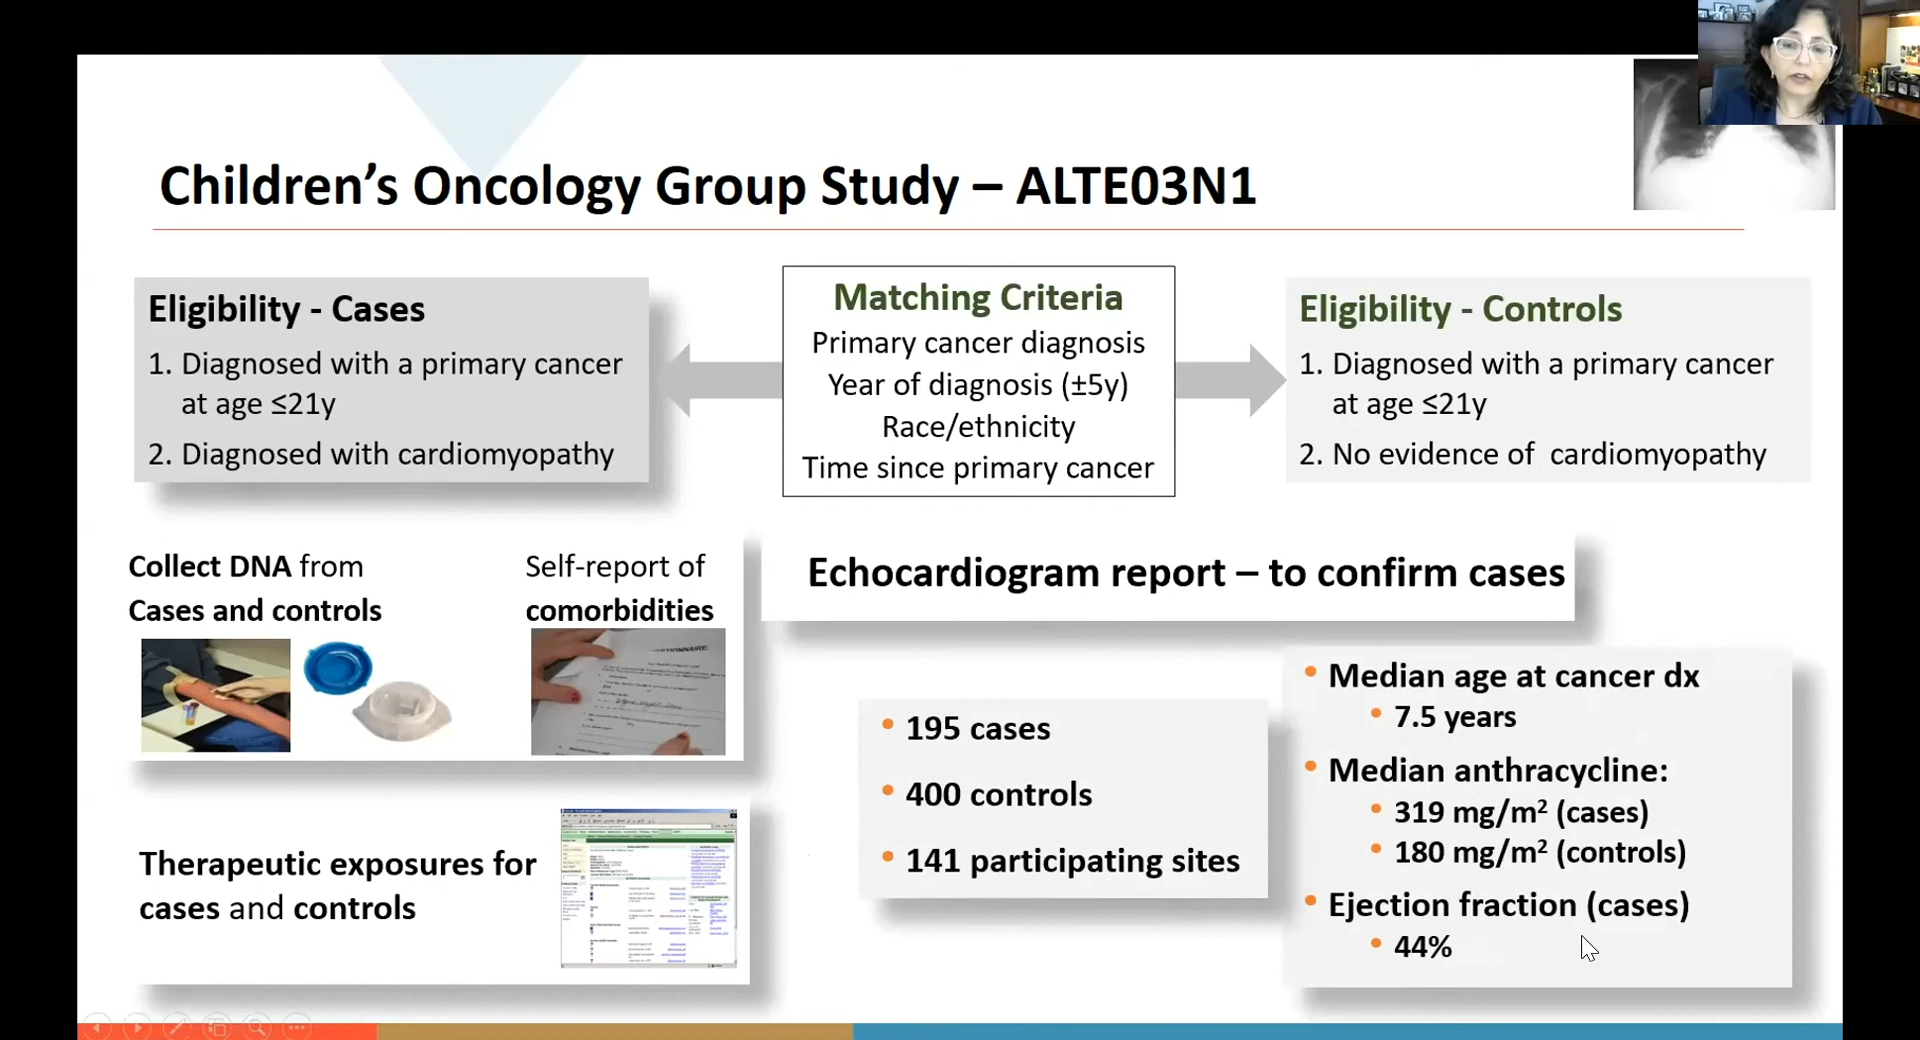 Children's Oncology Group Study – ALTE03N1
Eligibility - Cases
1. Diagnosed with a primary cancer
at age ≤21y
2. Diagnosed with cardiomyopathy
Matching Criteria
Primary cancer diagnosis
Year of diagnosis (±5y)
Race/ethnicity
Time since primary cancer
Eligibility - Controls
1. Diagnosed with a primary cancer
at age ≤21y
2. No evidence of cardiomyopathy
Collect DNA from
Cases and controls
Self-report of
comorbidities
Echocardiogram report – to confirm cases
Therapeutic exposures for
cases and controls
• 195 cases
• 400 controls
• 141 participating sites
• Median age at cancer dx
• 7.5 years
• Median anthracycline:
• 319 mg/m² (cases)
• 180 mg/m² (controls)
• Ejection fraction (cases)
• 44%